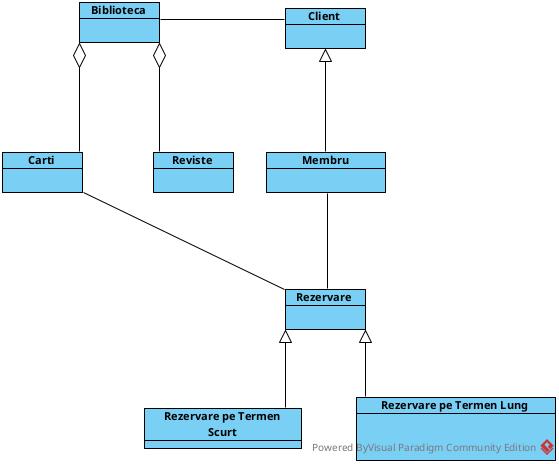 Biblioteca
Client
Carti
Reviste
Membru
Rezervare
Rezervare pe Termen
Scurt
Rezervare pe Termen Lung
Powered ByVisual Paradigm Community Edition